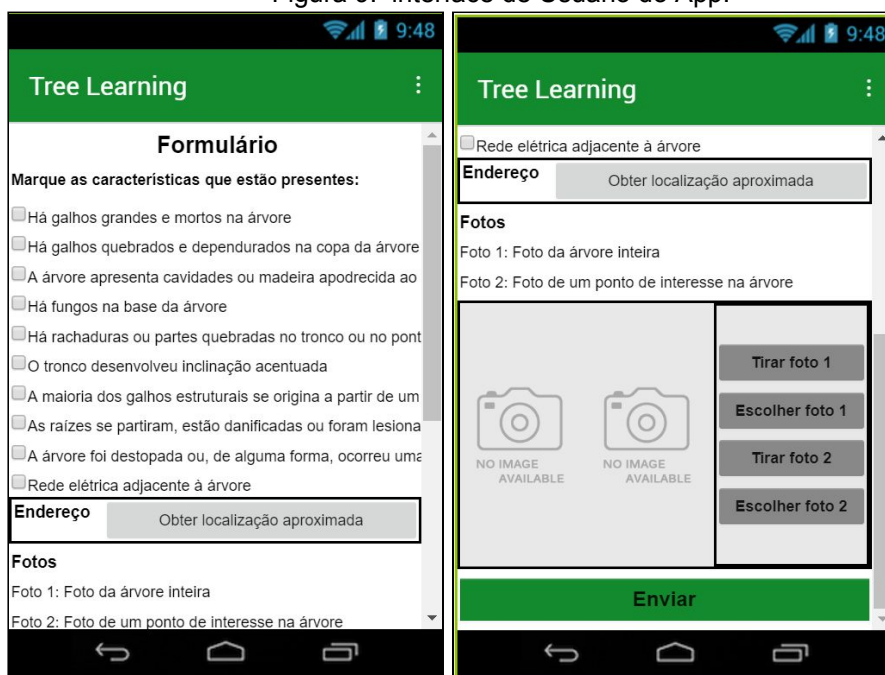 Figura 9: Interface do Usuário do App.
9:48
Tree Learning
Formulário
Marque as características que estão presentes:
Há galhos grandes e mortos na árvore
Há galhos quebrados e dependurados na copa da árvore
A árvore apresenta cavidades ou madeira apodrecida ao
Há fungos na base da árvore
Há rachaduras ou partes quebradas no tronco ou no pont
O tronco desenvolveu inclinação acentuada
A maioria dos galhos estruturais se origina a partir de um
As raízes se partiram, estão danificadas ou foram lesiona
A árvore foi destopada ou, de alguma forma, ocorreu uma
Rede elétrica adjacente à árvore
Endereço
Obter localização aproximada
Fotos
Foto 1: Foto da árvore inteira
Foto 2: Foto de um ponto de interesse na árvore
9:48
Tree Learning
Rede elétrica adjacente à árvore
Endereço
Obter localização aproximada
Fotos
Foto 1: Foto da árvore inteira
Foto 2: Foto de um ponto de interesse na árvore
NO IMAGE
AVAILABLE
NO IMAGE
AVAILABLE
Tirar foto 1
Escolher foto 1
Tirar foto 2
Escolher foto 2
Enviar